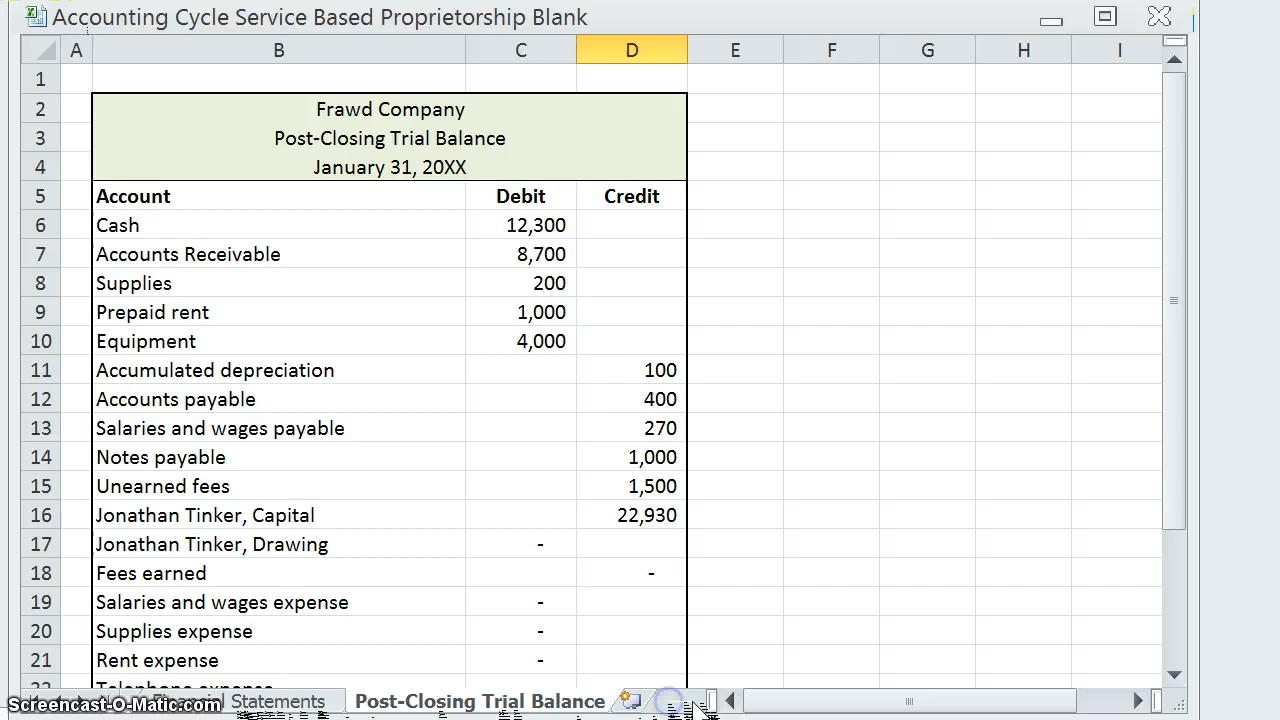 Accounting Cycle Service Based Proprietorship Blank
A B C D E F G H I
1
2 Frawd Company
3 Post-Closing Trial Balance
4 January 31, 20XX
5 Account Debit Credit
6 Cash 12,300
7 Accounts Receivable 8,700
8 Supplies 200
9 Prepaid rent 1,000
10 Equipment 4,000
11 Accumulated depreciation 100
12 Accounts payable 400
13 Salaries and wages payable 270
14 Notes payable 1,000
15 Unearned fees 1,500
16 Jonathan Tinker, Capital 22,930
17 Jonathan Tinker, Drawing -
18 Fees earned -
19 Salaries and wages expense -
20 Supplies expense -
21 Rent expense -
22 Telephone expense
Screencast-O-Matic.com Financial Statements Post-Closing Trial Balance